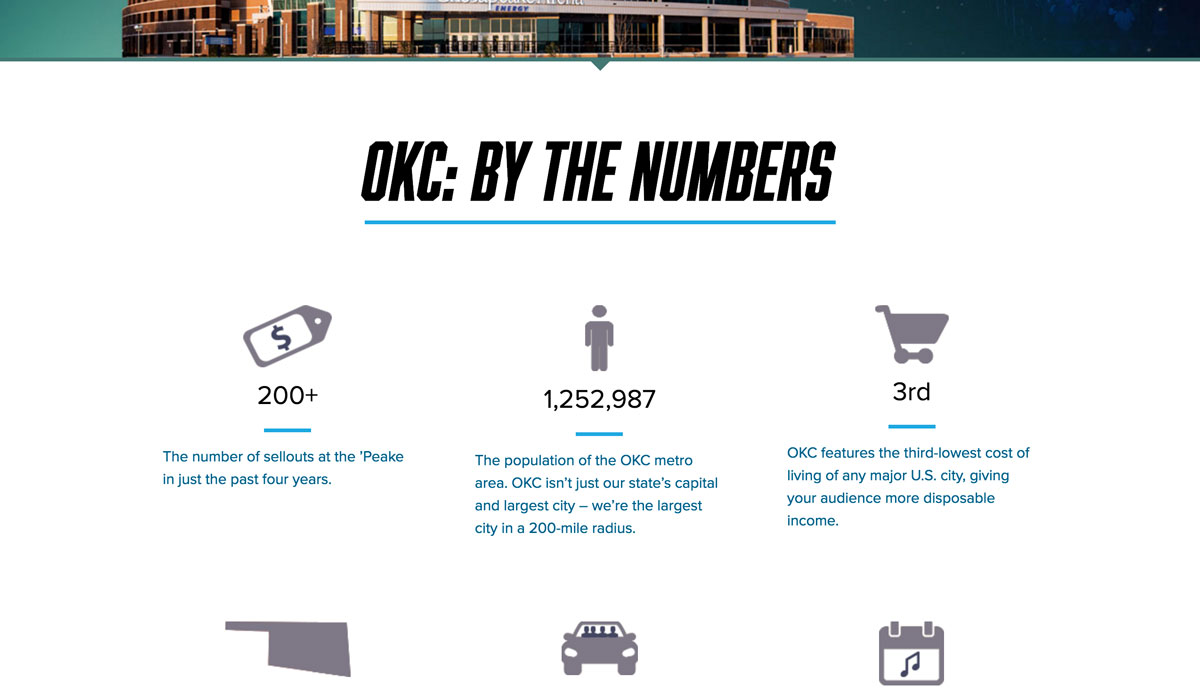 ENERGY
OKC: BY THE NUMBERS
$
200+
The number of sellouts at the 'Peake
in just the past four years.
1,252,987
The population of the OKC metro
area. OKC isn’t just our state’s capital
and largest city – we’re the largest
city in a 200-mile radius.
3rd
OKC features the third-lowest cost of
living of any major U.S. city, giving
your audience more disposable
income.